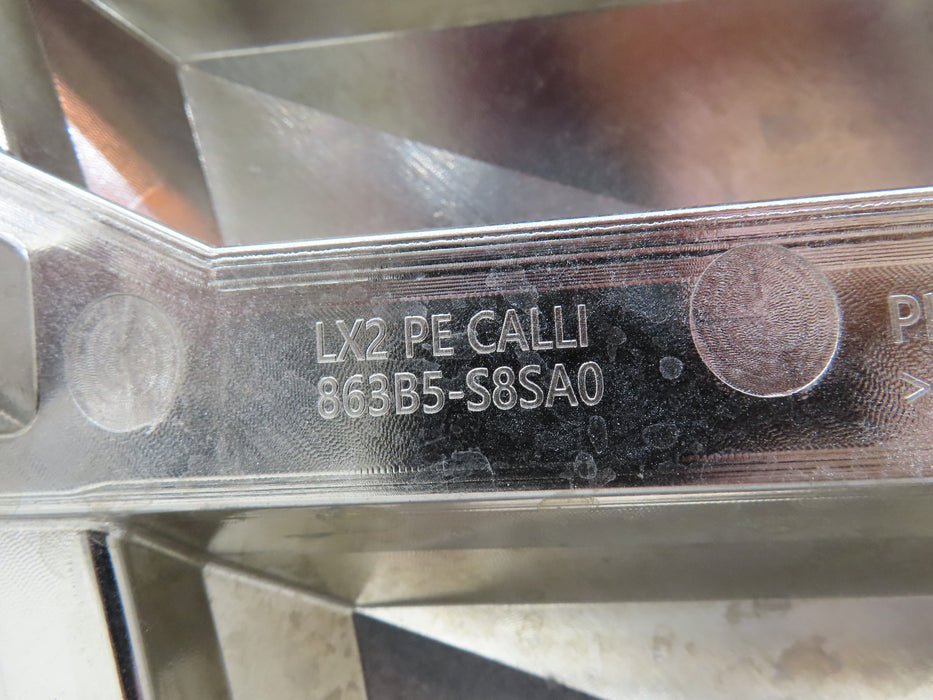 LX2 PE CALLI
863B5-S8SA0
>